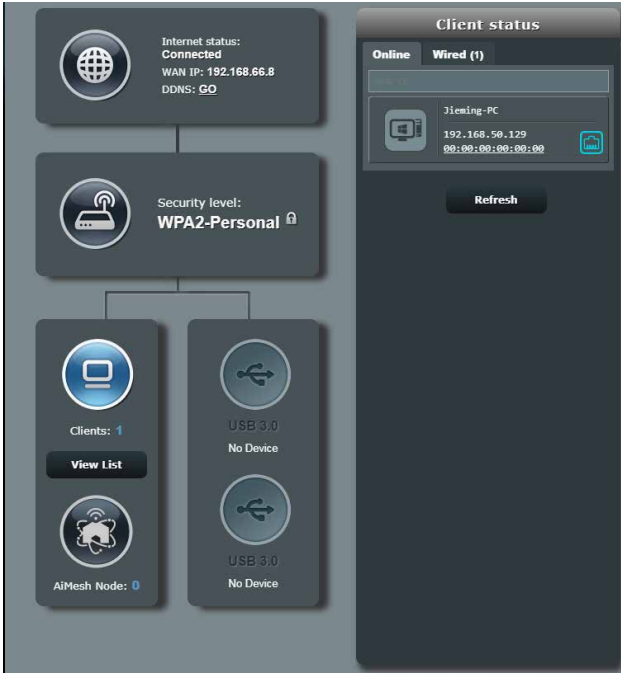 Internet status:
Connected
WAN IP: 192.168.66.8
DDNS: GO
Security level:
WPA2-Personal
Clients: 1
View List
AiMesh Node: 0
USB 3.0
No Device
USB 3.0
No Device
Client status
Online Wired (1)
Jieming-PC
192.168.50.129
00:00:00:00:00:00
Refresh